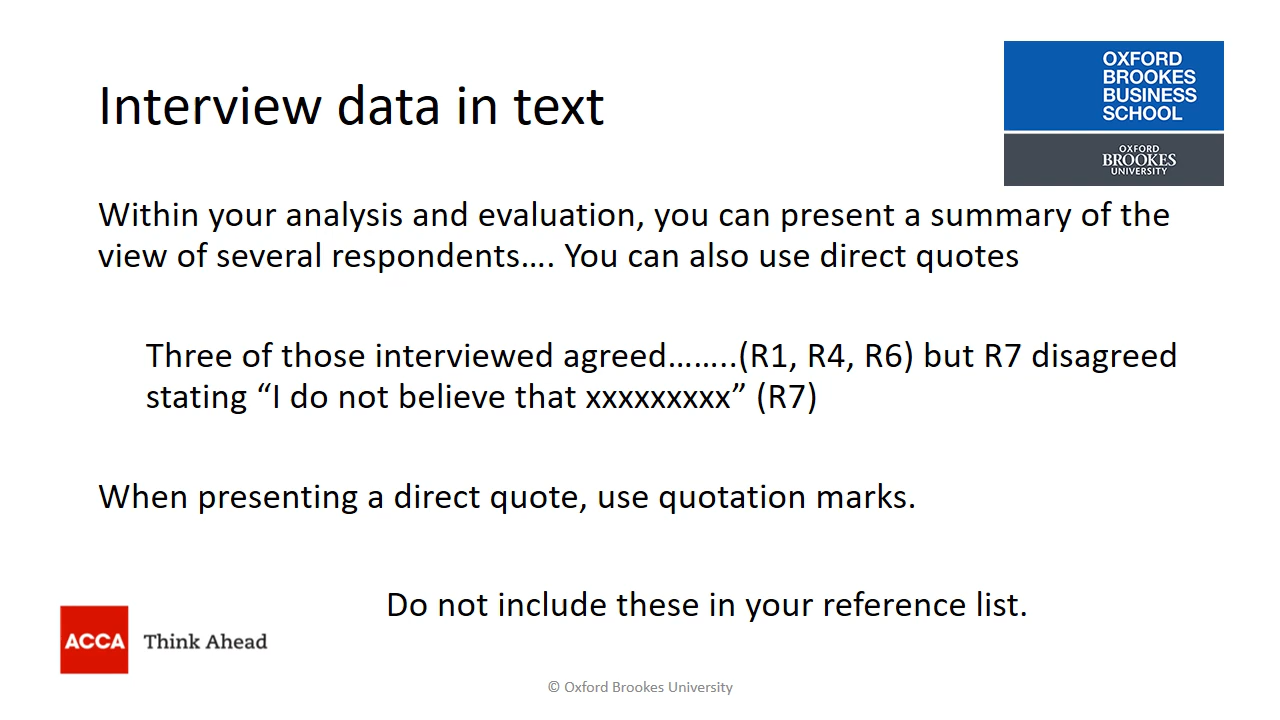 Interview data in text
OXFORD
BROOKES
BUSINESS
SCHOOL
OXFORD
BROOKES
UNIVERSITY
Within your analysis and evaluation, you can present a summary of the
view of several respondents…. You can also use direct quotes
Three of those interviewed agreed……..(R1, R4, R6) but R7 disagreed
stating “I do not believe that xxxxxxxxx” (R7)
When presenting a direct quote, use quotation marks.
Do not include these in your reference list.
ACCA Think Ahead
© Oxford Brookes University